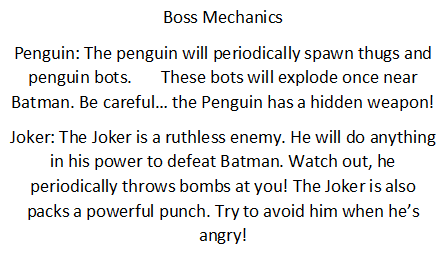 Boss Mechanics
Penguin: The penguin will periodically spawn thugs and
penguin bots. These bots will explode once near
Batman. Be careful... the Penguin has a hidden weapon!
Joker: The Joker is a ruthless enemy. He will do anything
in his power to defeat Batman. Watch out, he
periodically throws bombs at you! The Joker is also
packs a powerful punch. Try to avoid him when he's
angry!